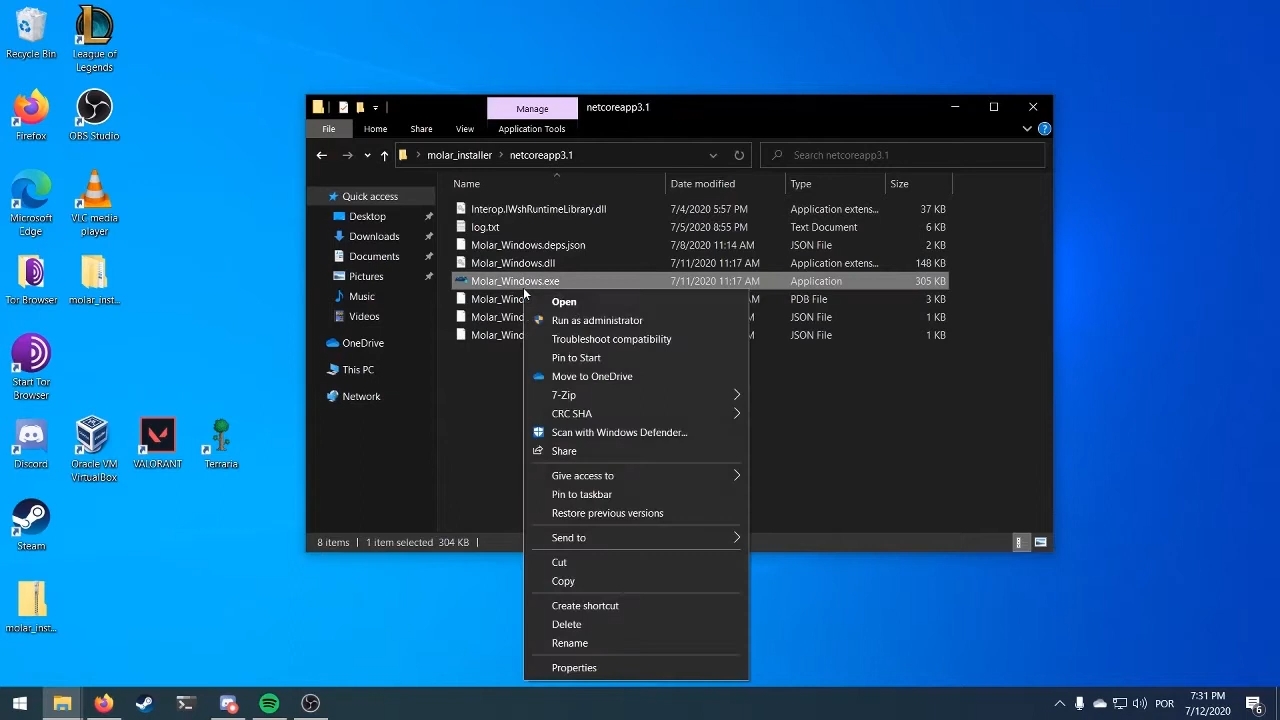 Recycle Bin
League of
Legends
Firefox
OBS Studio
Microsoft
Edge
VLC media
player
Tor Browser
molar_inst...
Start Tor
Browser
Discord
Oracle VM
VirtualBox
VALORANT
Terraria
Steam
molar_inst...
Manage
netcoreapp3.1
File
Home
Share
View
Application Tools
molar_installer
netcoreapp3.1
Search netcoreapp3.1
Quick access
Desktop
Downloads
Documents
Pictures
Music
Videos
OneDrive
This PC
Network
Name Date modified Type Size
Interop.IWshRuntimeLibrary.dll 7/4/2020 5:57 PM Application extens... 37 KB
log.txt 7/5/2020 8:55 PM Text Document 6 KB
Molar_Windows.deps.json 7/8/2020 11:14 AM JSON File 2 KB
Molar_Windows.dll 7/11/2020 11:17 AM Application extens... 148 KB
Molar_Windows.exe 7/11/2020 11:17 AM Application 305 KB
Molar_Wind M PDB File 3 KB
Molar_Wind M JSON File 1 KB
Molar_Wind M JSON File 1 KB
Open
Run as administrator
Troubleshoot compatibility
Pin to Start
Move to OneDrive
7-Zip
CRC SHA
Scan with Windows Defender...
Share
Give access to
Pin to taskbar
Restore previous versions
Send to
Cut
Copy
Create shortcut
Delete
Rename
Properties
8 items 1 item selected 304 KB
POR
7:31 PM
7/12/2020
6